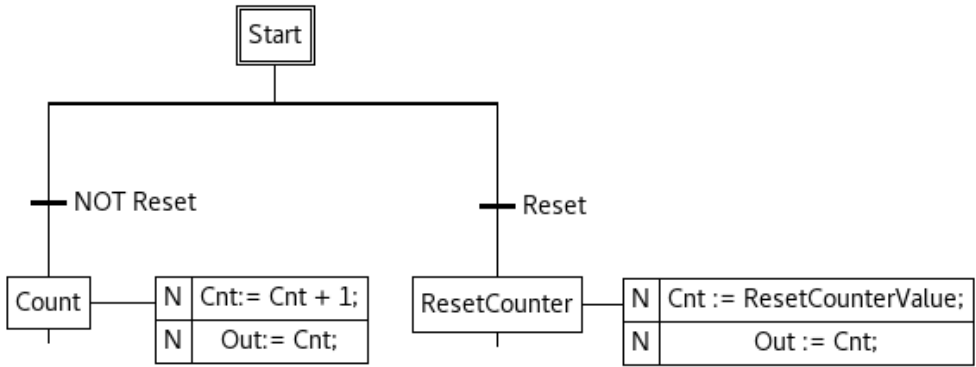 Start
NOT Reset
Reset
Count
N Cnt:= Cnt + 1;
N Out:= Cnt;
ResetCounter
N Cnt := ResetCounterValue;
N Out := Cnt;